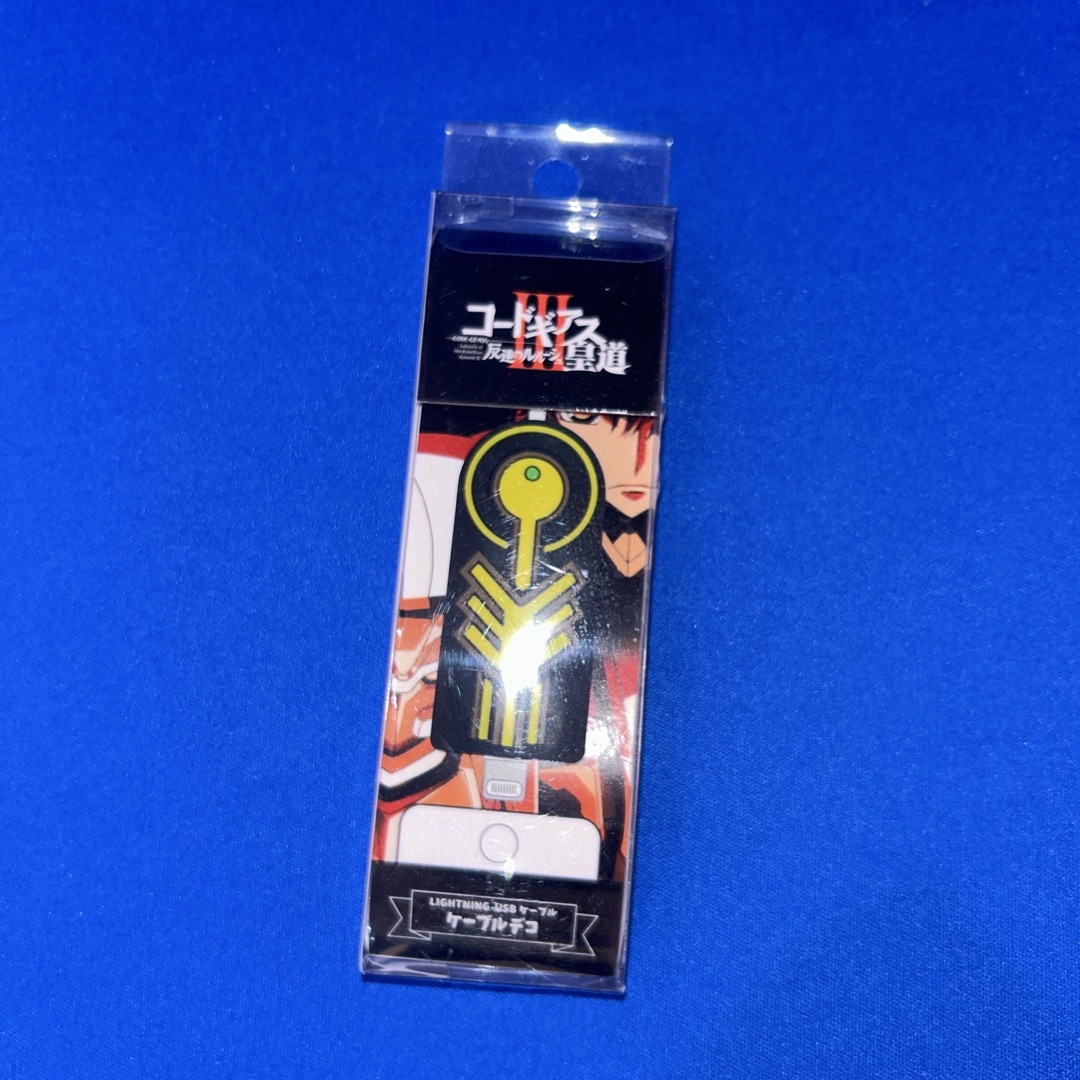 コードギアス
III
反逆のルルーシュ
皇道
LIGHTNING-USB ケーブル
ケーブルデコ